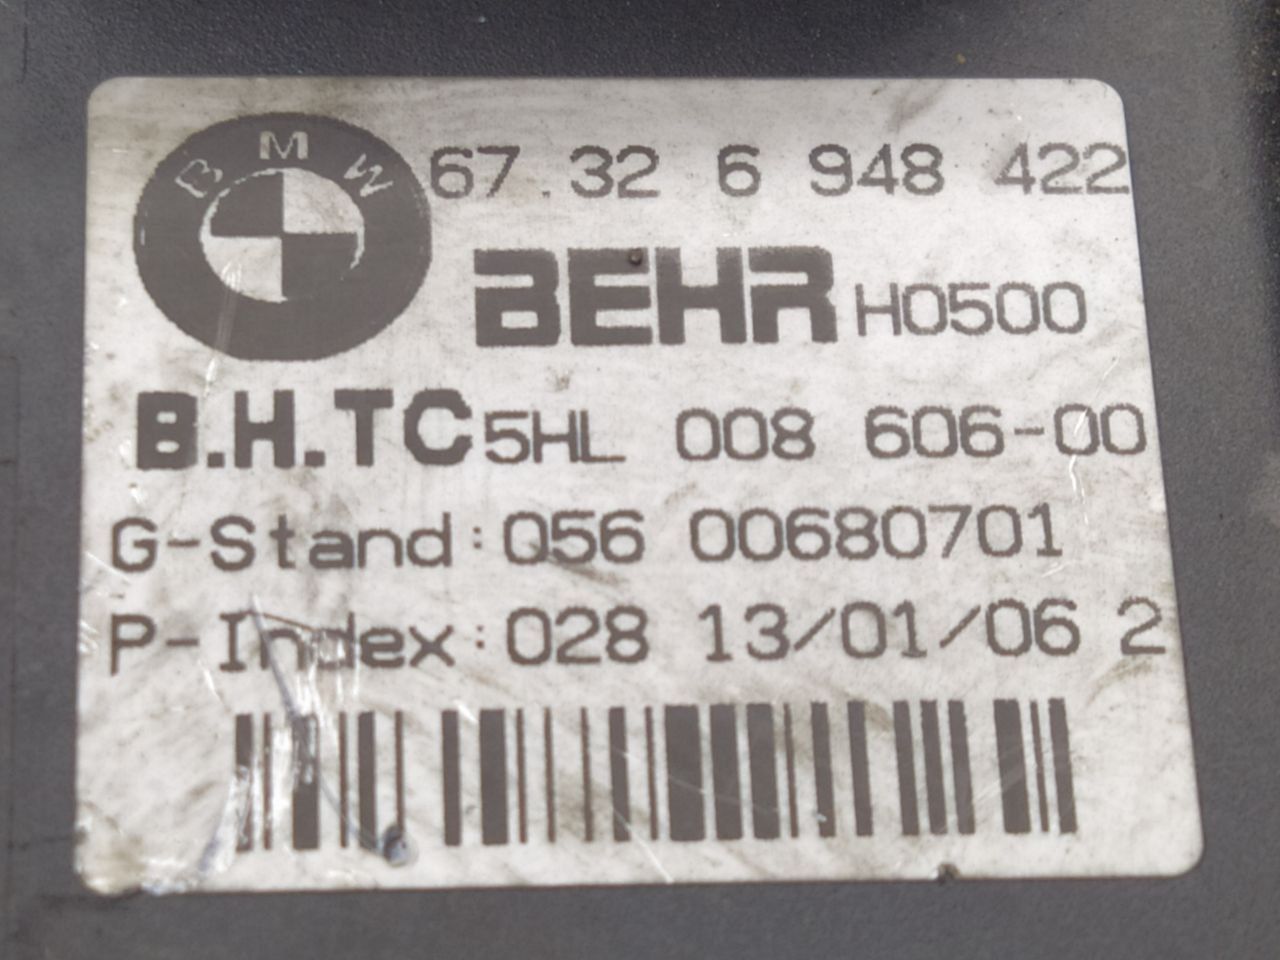 BMW 67.32 6 948 422
BEHR H0500
B.H.TC 5HL 008 606-00
G-Stand: 056 00680701
P-Index: 028 13/01/06 2